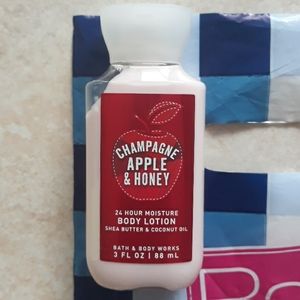 CHAMPAGNE
APPLE
& HONEY
24 HOUR MOISTURE
BODY LOTION
SHEA BUTTER & COCONUT OIL
BATH & BODY WORKS
3 FL OZ | 88 mL